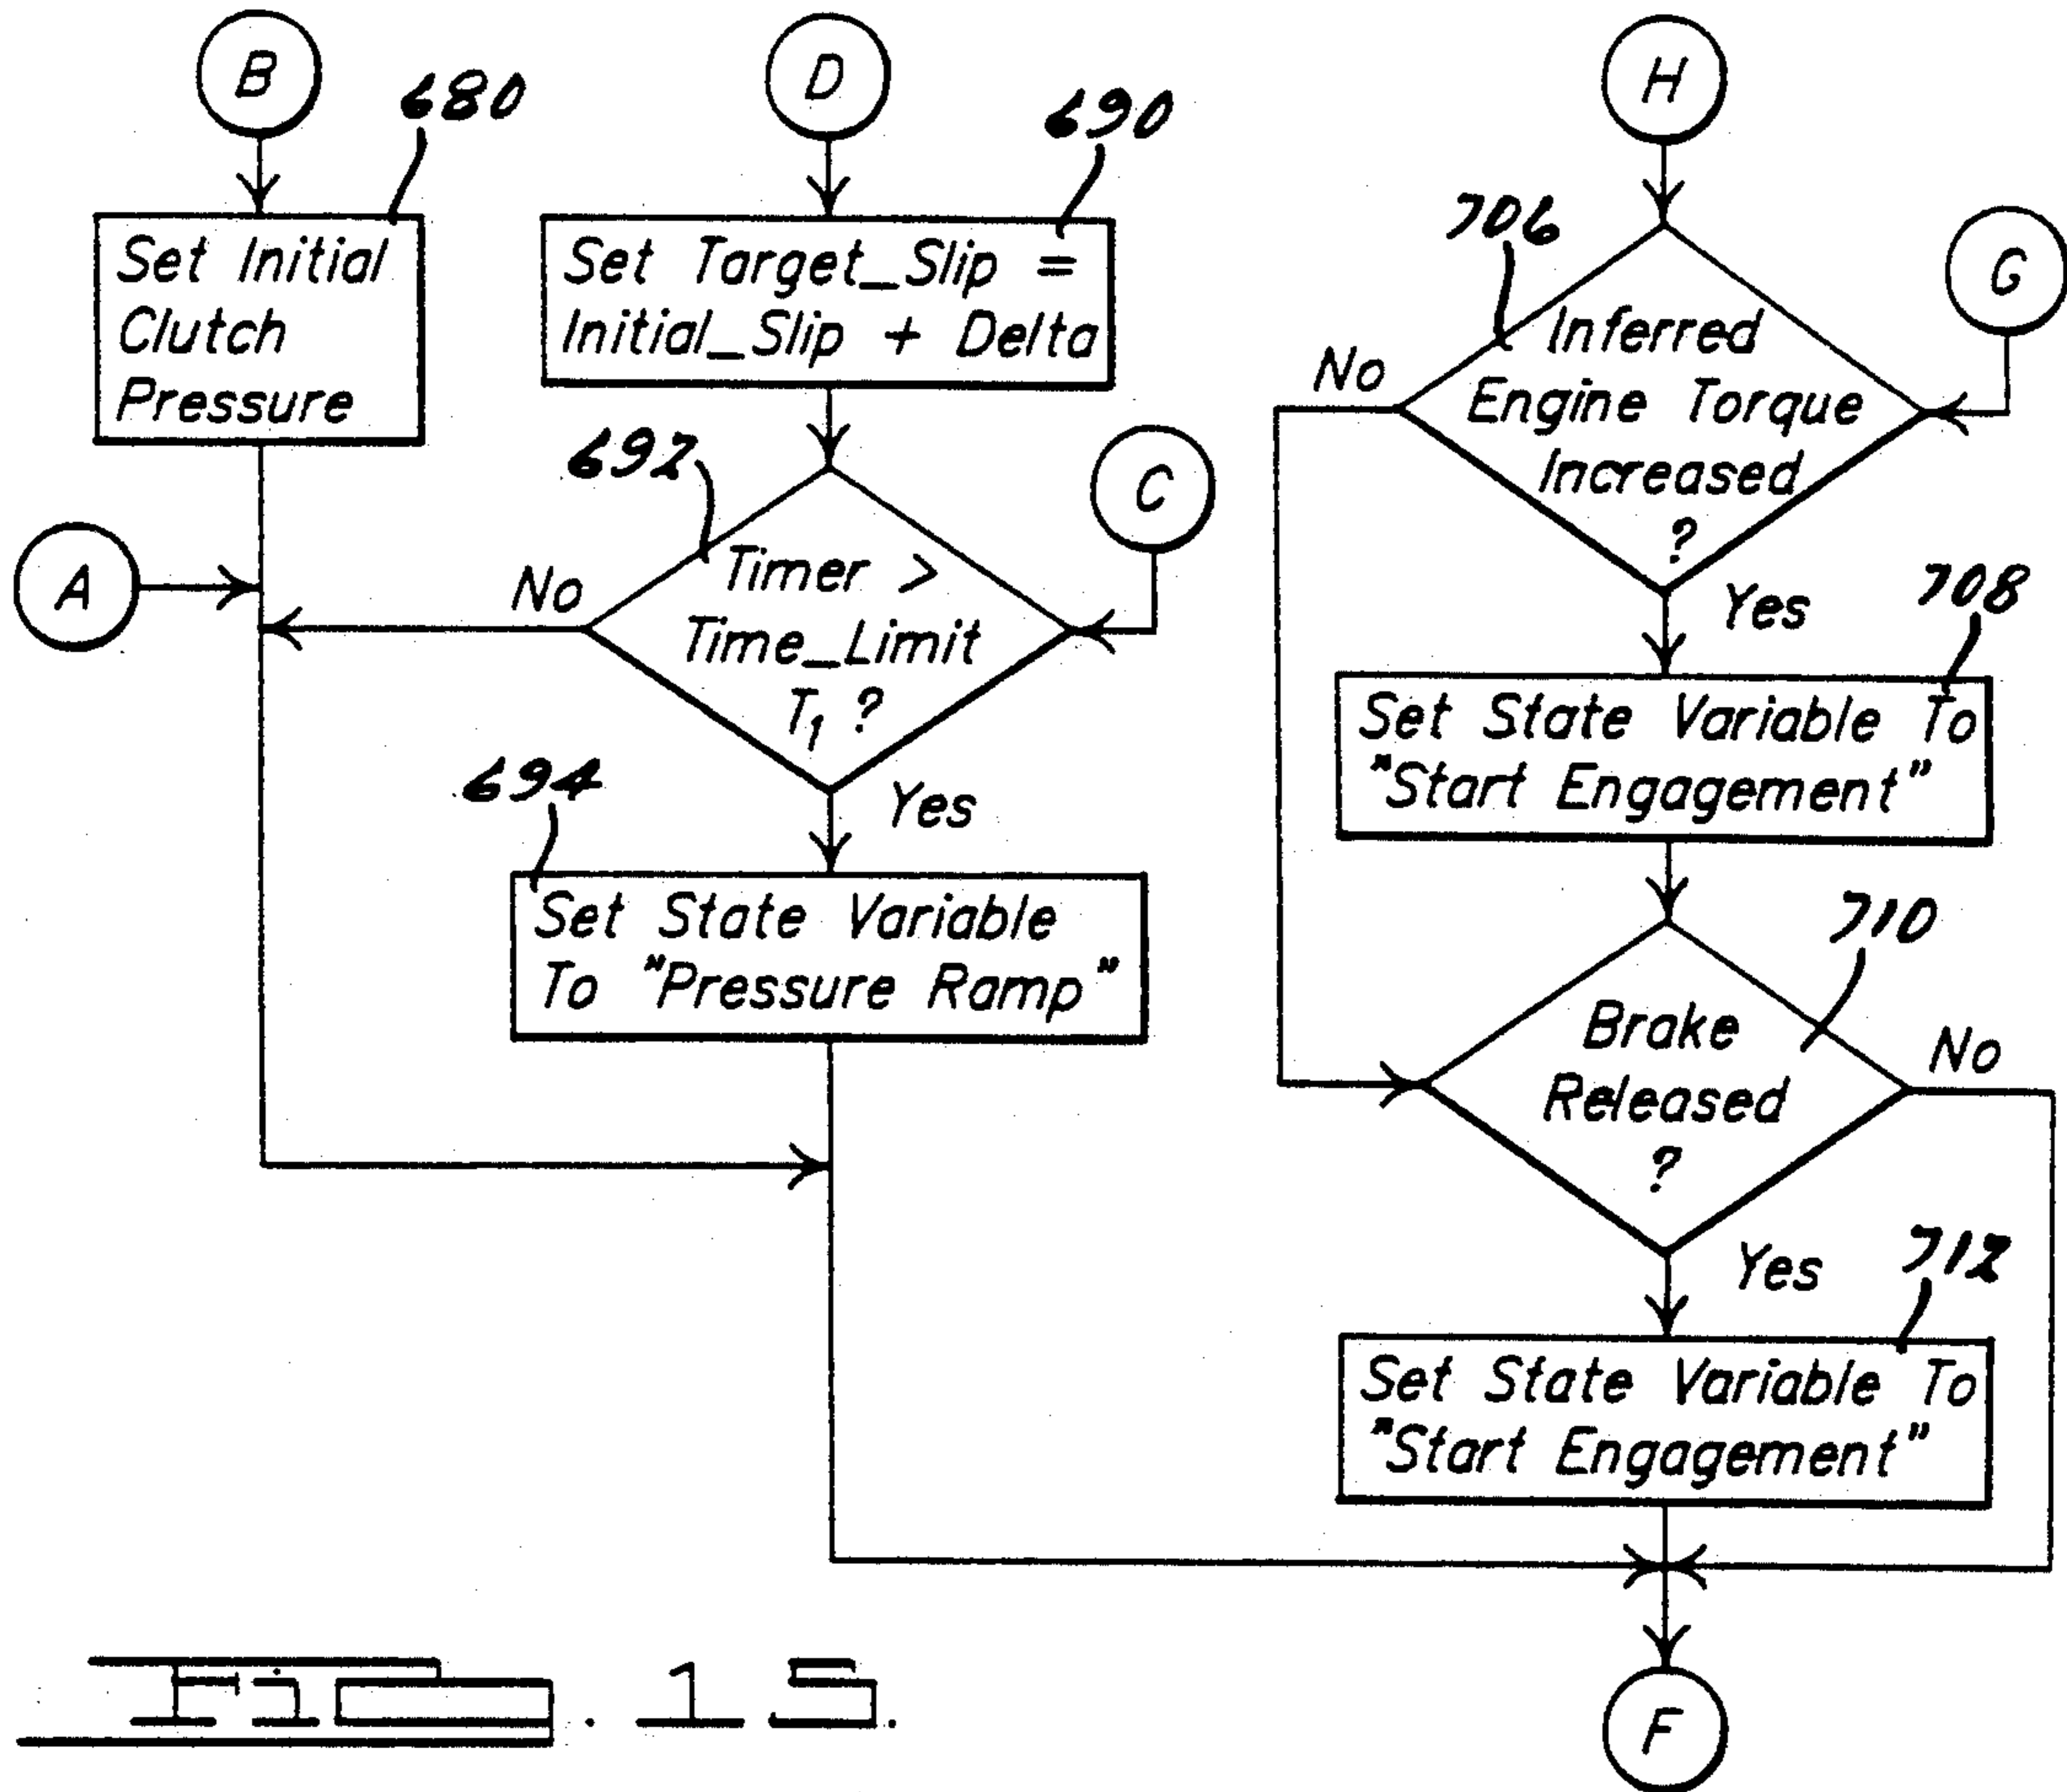 B
680
Set Initial
Clutch
Pressure
A
D
690
Set Target_Slip =
Initial_Slip + Delta
692
C
Timer >
Time_Limit
T1 ?
No
Yes
694
Set State Variable
To "Pressure Ramp"
H
706
G
Inferred
Engine Torque
Increased
?
No
Yes
708
Set State Variable To
"Start Engagement"
710
Brake
Released
?
No
Yes
712
Set State Variable To
"Start Engagement"
F
FiG. 15.